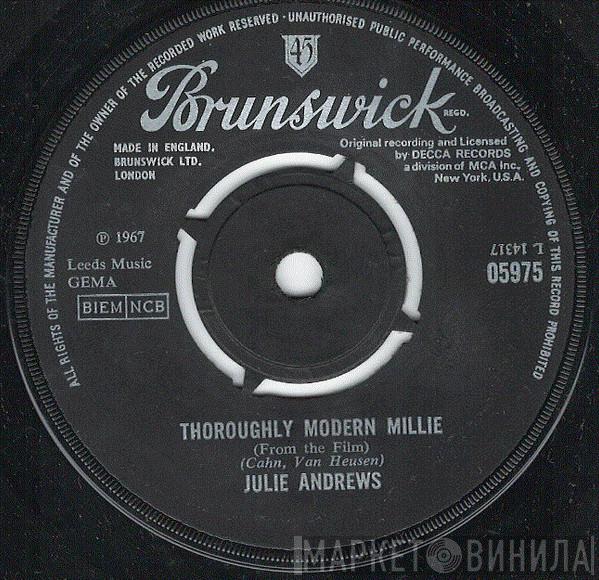 ALL RIGHTS OF THE MANUFACTURER AND OF THE OWNER OF THE RECORDED WORK RESERVED · UNAUTHORISED PUBLIC PERFORMANCE BROADCASTING AND COPYING OF THIS RECORD PROHIBITED
45
Brunswick
REGD.
MADE IN ENGLAND,
BRUNSWICK LTD.
LONDON
Original recording and Licensed
by DECCA RECORDS
a division of MCA Inc.
New York, U.S.A.
℗ 1967
Leeds Music
GEMA
BIEM NCB
L 14317
05975
THOROUGHLY MODERN MILLIE
(From the Film)
(Cahn, Van Heusen)
JULIE ANDREWS
МАРКЕТ ВИНИЛА